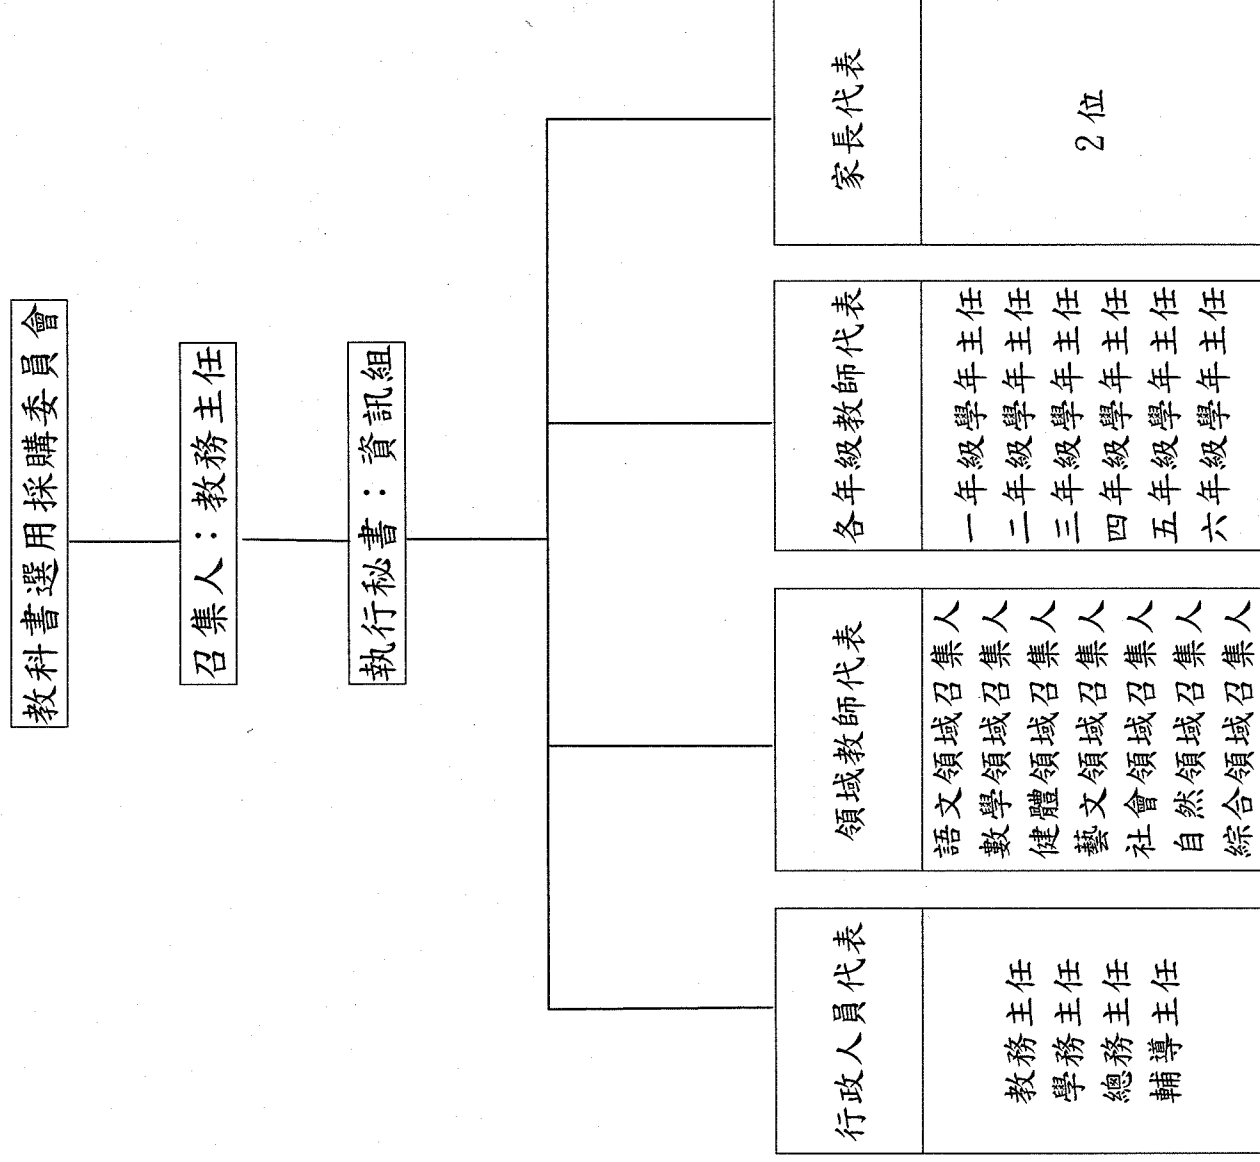 教科書選用採購委員會
召集人：教務主任
執行秘書：資訊組
行政人員代表
教務主任
學務主任
總務主任
輔導主任
領域教師代表
語文領域召集人
數學領域召集人
健體領域召集人
藝文領域召集人
社會領域召集人
自然領域召集人
綜合領域召集人
各年級教師代表
一年級學年主任
二年級學年主任
三年級學年主任
四年級學年主任
五年級學年主任
六年級學年主任
家長代表
2位